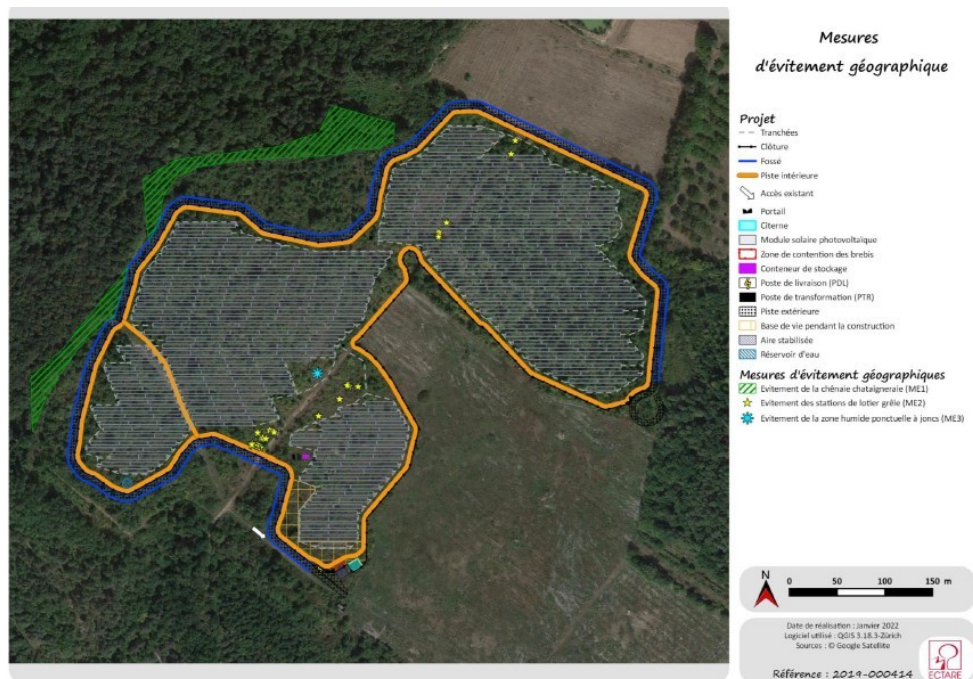 Mesures
d'évitement géographique
Projet
Tranchées
Clôture
Fossé
Piste intérieure
Accès existant
Portail
Citerne
Module solaire photovoltaïque
Zone de contention des brebis
Conteneur de stockage
Poste de livraison (PDL)
Poste de transformation (PTR)
Piste extérieure
Base de vie pendant la construction
Aire stabilisée
Réservoir d'eau
Mesures d'évitement géographiques
Evitement de la chênaie chataigneraie (ME1)
Evitement des stations de lotier grêle (ME2)
Evitement de la zone humide ponctuelle à joncs (ME3)
N
0 50 100 150 m
Date de réalisation : Janvier 2022
Logiciel utilisé : QGIS 3.18.3-Zürich
Sources : © Google Satellite
Référence : 2019-000414
ECTARE